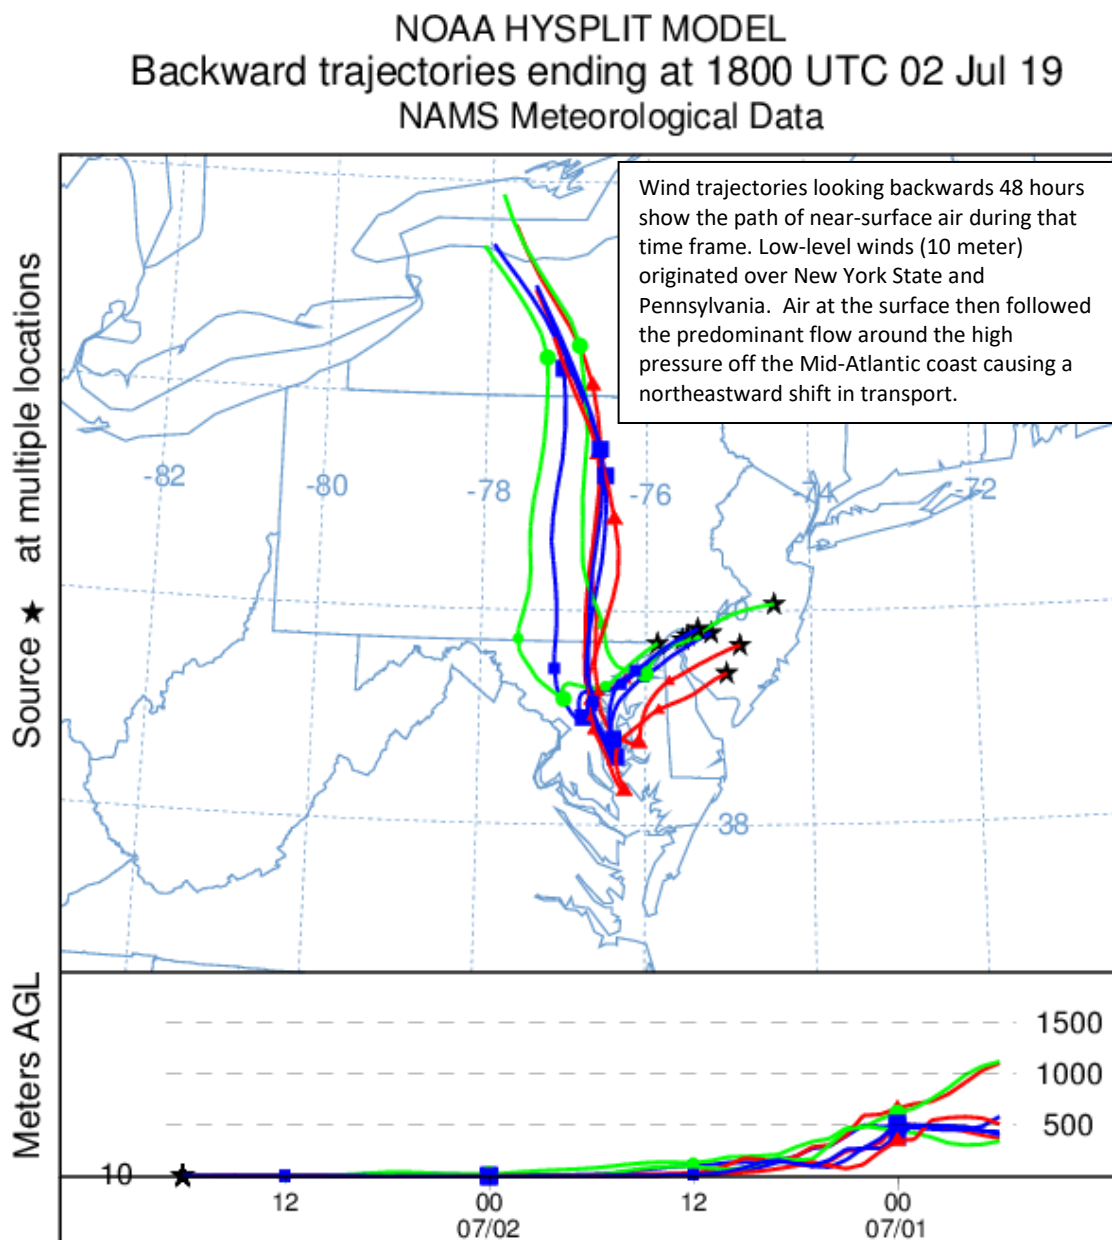 NOAA HYSPLIT MODEL
Backward trajectories ending at 1800 UTC 02 Jul 19
NAMS Meteorological Data
Wind trajectories looking backwards 48 hours
show the path of near-surface air during that
time frame. Low-level winds (10 meter)
originated over New York State and
Pennsylvania.  Air at the surface then followed
the predominant flow around the high
pressure off the Mid-Atlantic coast causing a
northeastward shift in transport.
Source ★ at multiple locations
-82
-80
-78
-76
-74
-72
40
38
Meters AGL
1500
1000
500
10
12
00
12
00
07/02
07/01